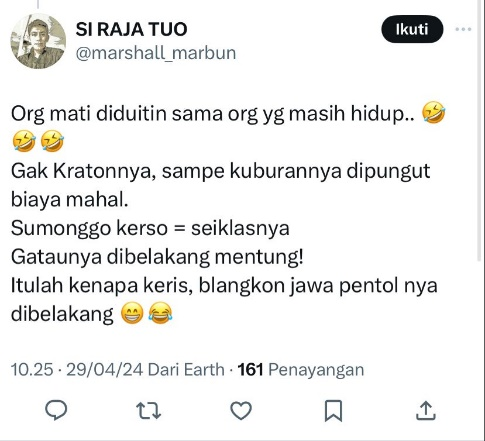 SI RAJA TUO
Ikuti
@marshall_marbun
Org mati diduitin sama org yg masih hidup.. 🤣
🤣🤣
Gak Kratonnya, sampe kuburannya dipungut
biaya mahal.
Sumonggo kerso = seiklasnya
Gataunya dibelakang mentung!
Itulah kenapa keris, blangkon jawa pentol nya
dibelakang 😁😂
10.25 · 29/04/24 Dari Earth · 161 Penayangan